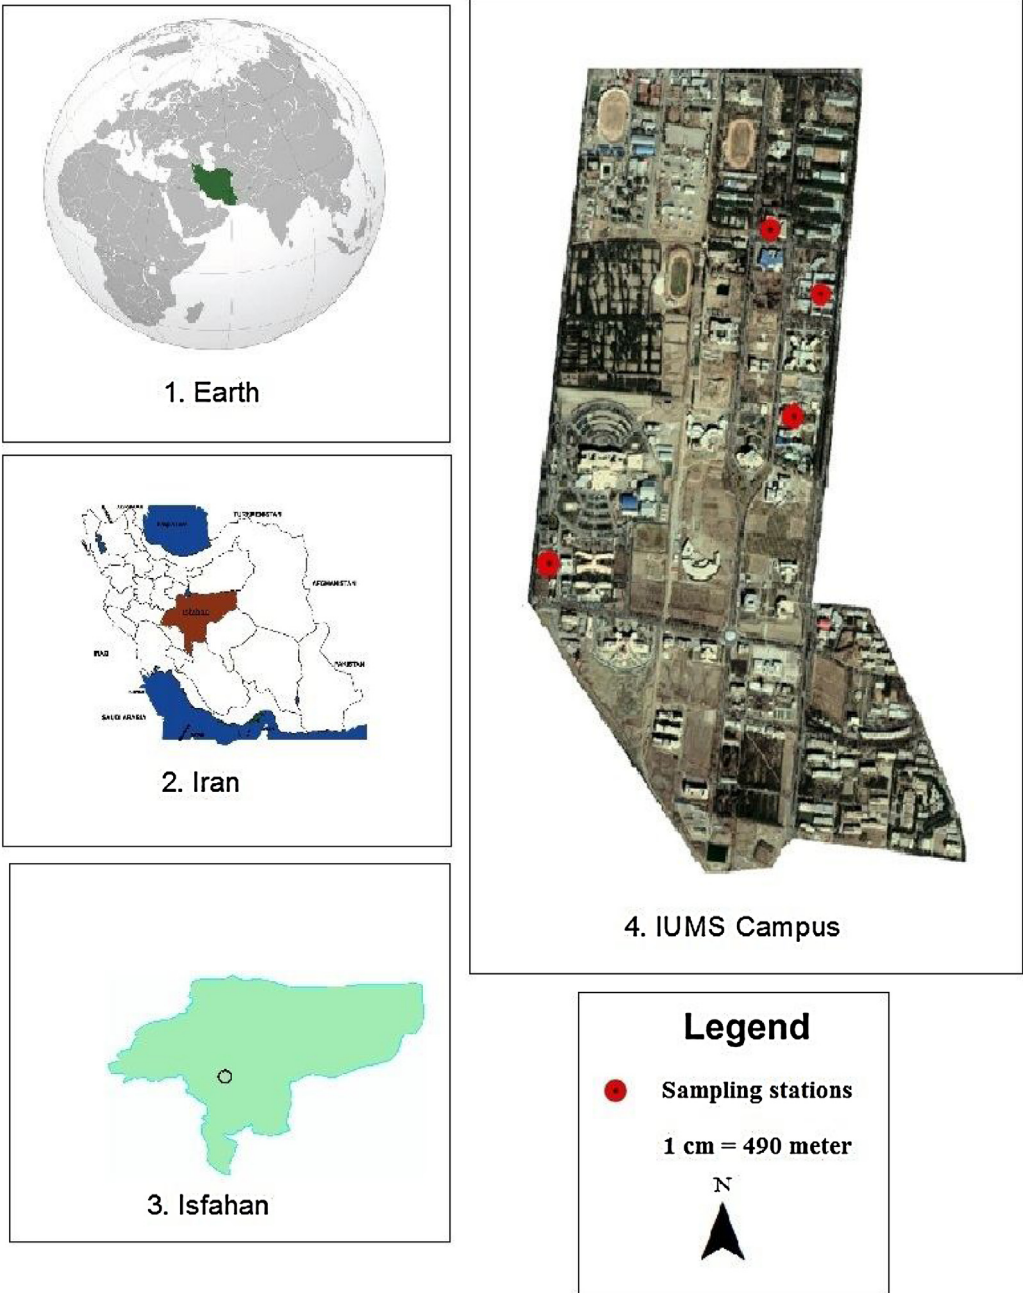 1. Earth
TURKMENISTAN
AFGHANISTAN
Isfahan
IRAQ
PAKISTAN
SAUDI ARABIA
2. Iran
3. Isfahan
4. IUMS Campus
Legend
Sampling stations
1 cm = 490 meter
N